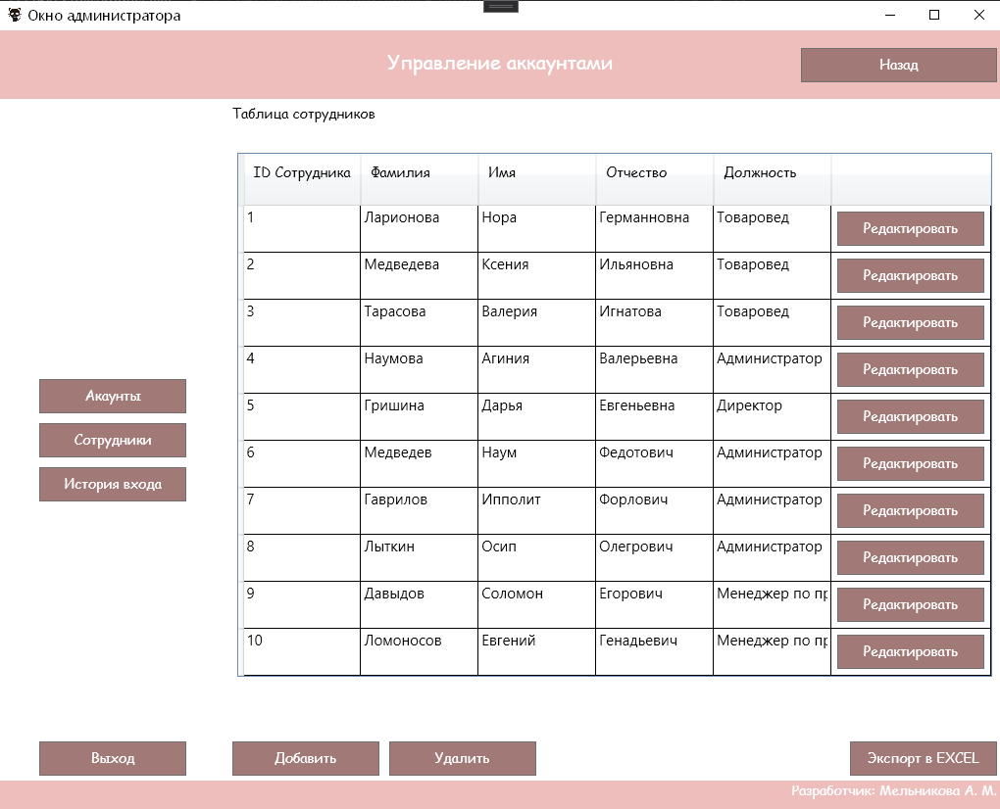 Окно администратора
Управление аккаунтами
Назад
Таблица сотрудников
ID Сотрудника Фамилия Имя Отчество Должность
1 Ларионова Нора Германновна Товаровед Редактировать
2 Медведева Ксения Ильяновна Товаровед Редактировать
3 Тарасова Валерия Игнатова Товаровед Редактировать
4 Наумова Агиния Валерьевна Администратор Редактировать
5 Гришина Дарья Евгеньевна Директор Редактировать
6 Медведев Наум Федотович Администратор Редактировать
7 Гаврилов Ипполит Форлович Администратор Редактировать
8 Лыткин Осип Олегрович Администратор Редактировать
9 Давыдов Соломон Егорович Менеджер по пр Редактировать
10 Ломоносов Евгений Генадьевич Менеджер по пр Редактировать
Акаунты
Сотрудники
История входа
Выход Добавить Удалить Экспорт в EXCEL
Разработчик: Мельникова А. М.